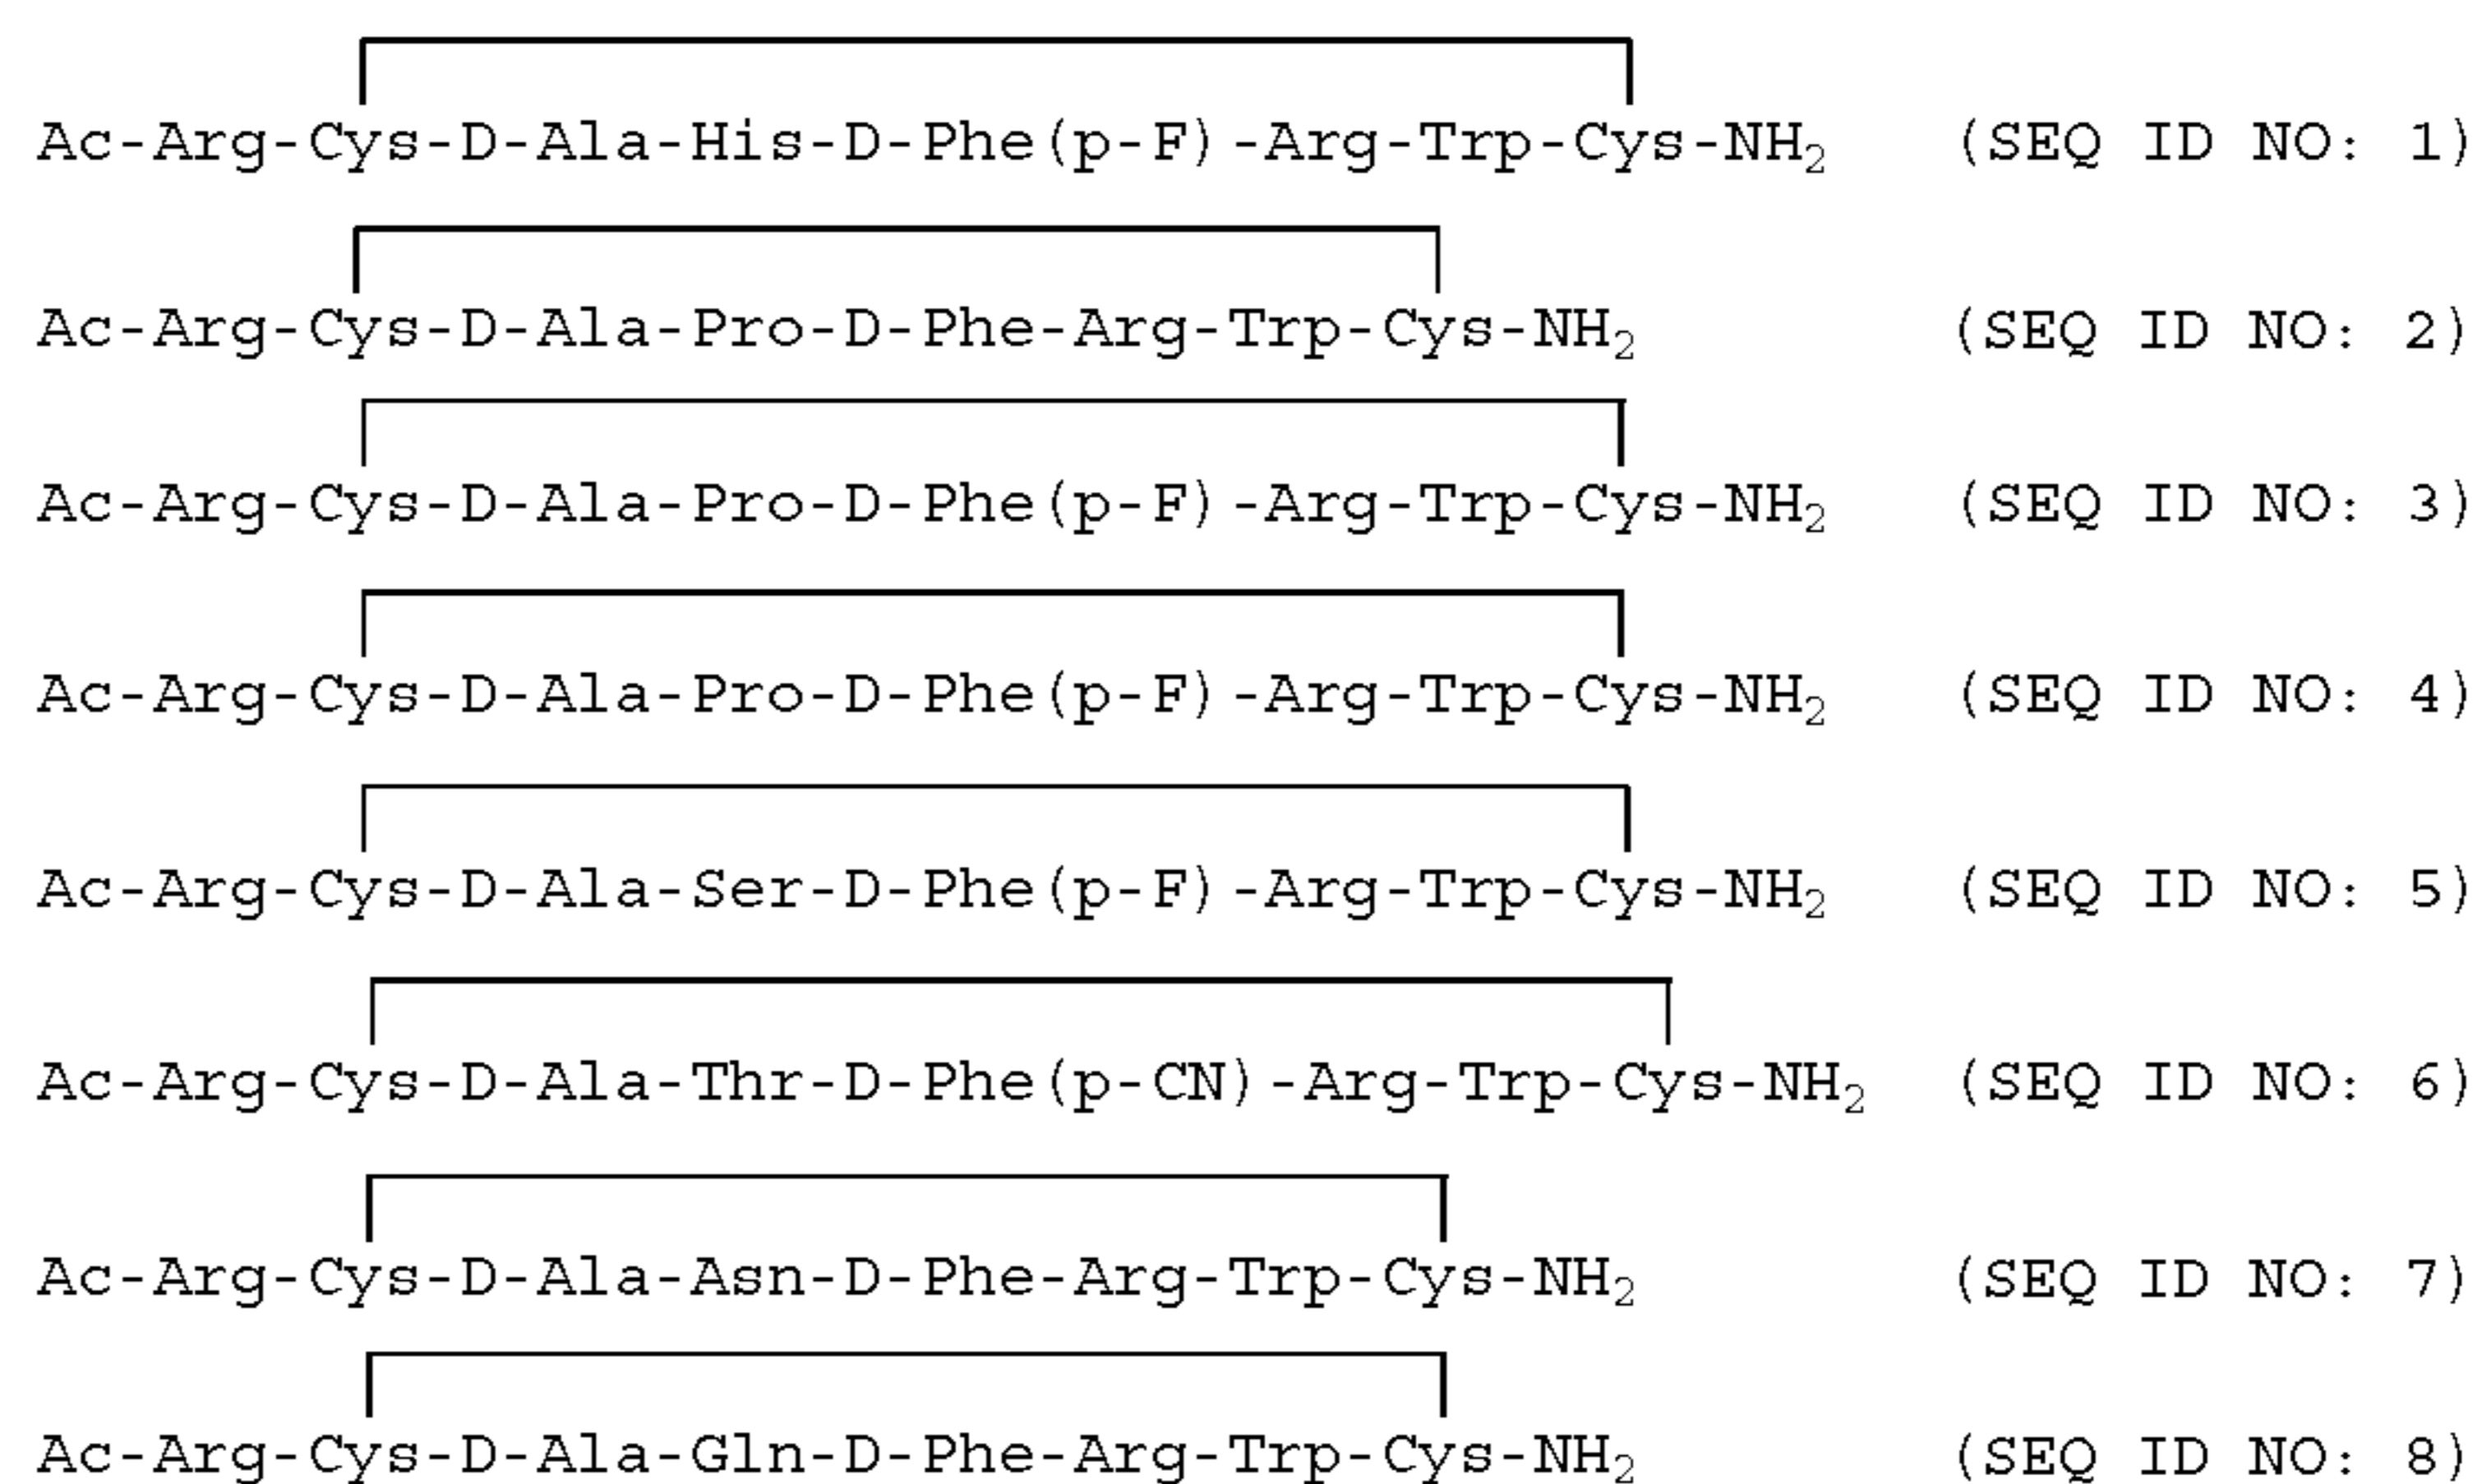 Ac-Arg-Cys-D-Ala-His-D-Phe(p-F)-Arg-Trp-Cys-NH₂ (SEQ ID NO: 1)
Ac-Arg-Cys-D-Ala-Pro-D-Phe-Arg-Trp-Cys-NH₂ (SEQ ID NO: 2)
Ac-Arg-Cys-D-Ala-Pro-D-Phe(p-F)-Arg-Trp-Cys-NH₂ (SEQ ID NO: 3)
Ac-Arg-Cys-D-Ala-Pro-D-Phe(p-F)-Arg-Trp-Cys-NH₂ (SEQ ID NO: 4)
Ac-Arg-Cys-D-Ala-Ser-D-Phe(p-F)-Arg-Trp-Cys-NH₂ (SEQ ID NO: 5)
Ac-Arg-Cys-D-Ala-Thr-D-Phe(p-CN)-Arg-Trp-Cys-NH₂ (SEQ ID NO: 6)
Ac-Arg-Cys-D-Ala-Asn-D-Phe-Arg-Trp-Cys-NH₂ (SEQ ID NO: 7)
Ac-Arg-Cys-D-Ala-Gln-D-Phe-Arg-Trp-Cys-NH₂ (SEQ ID NO: 8)